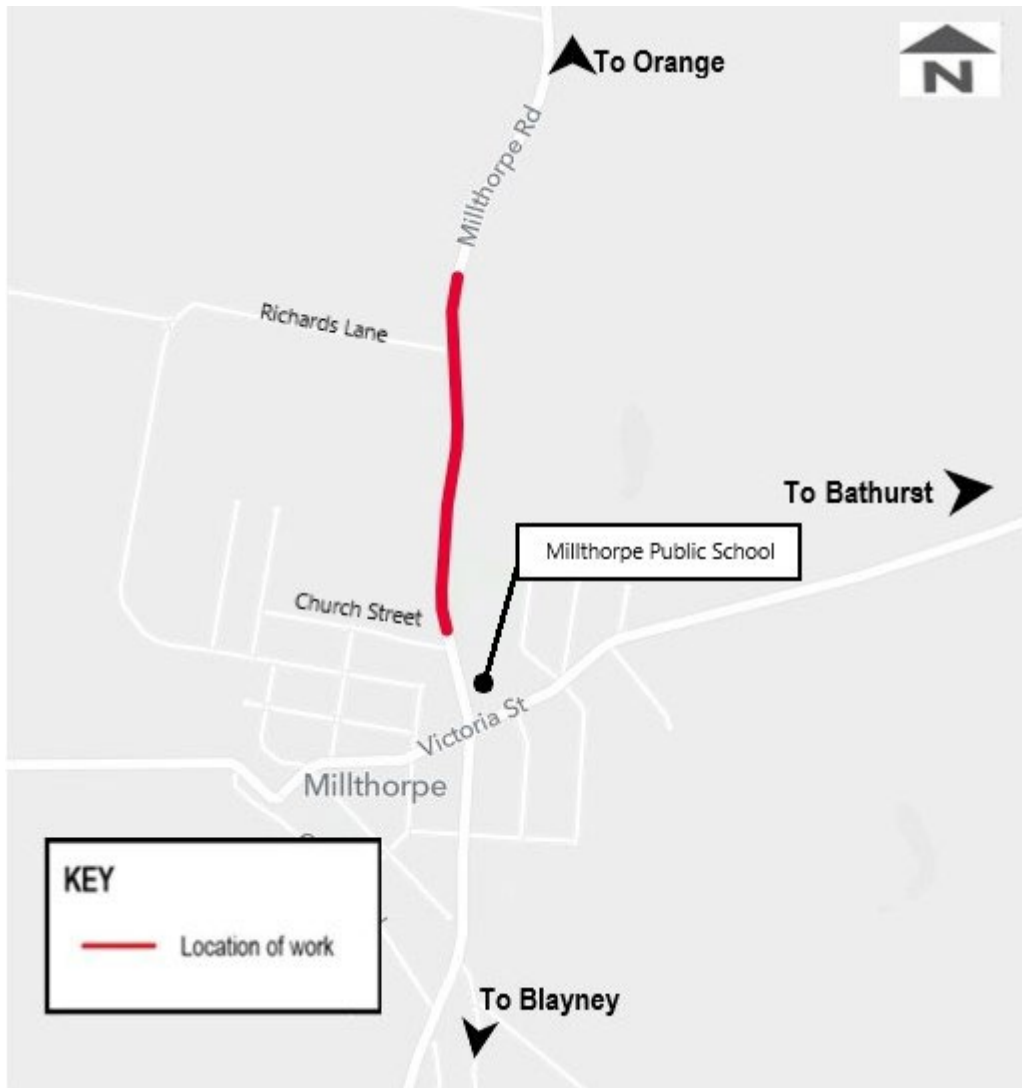 To Orange
N
Millthorpe Rd
Richards Lane
To Bathurst
Millthorpe Public School
Church Street
Victoria St
Millthorpe
KEY
Location of work
To Blayney